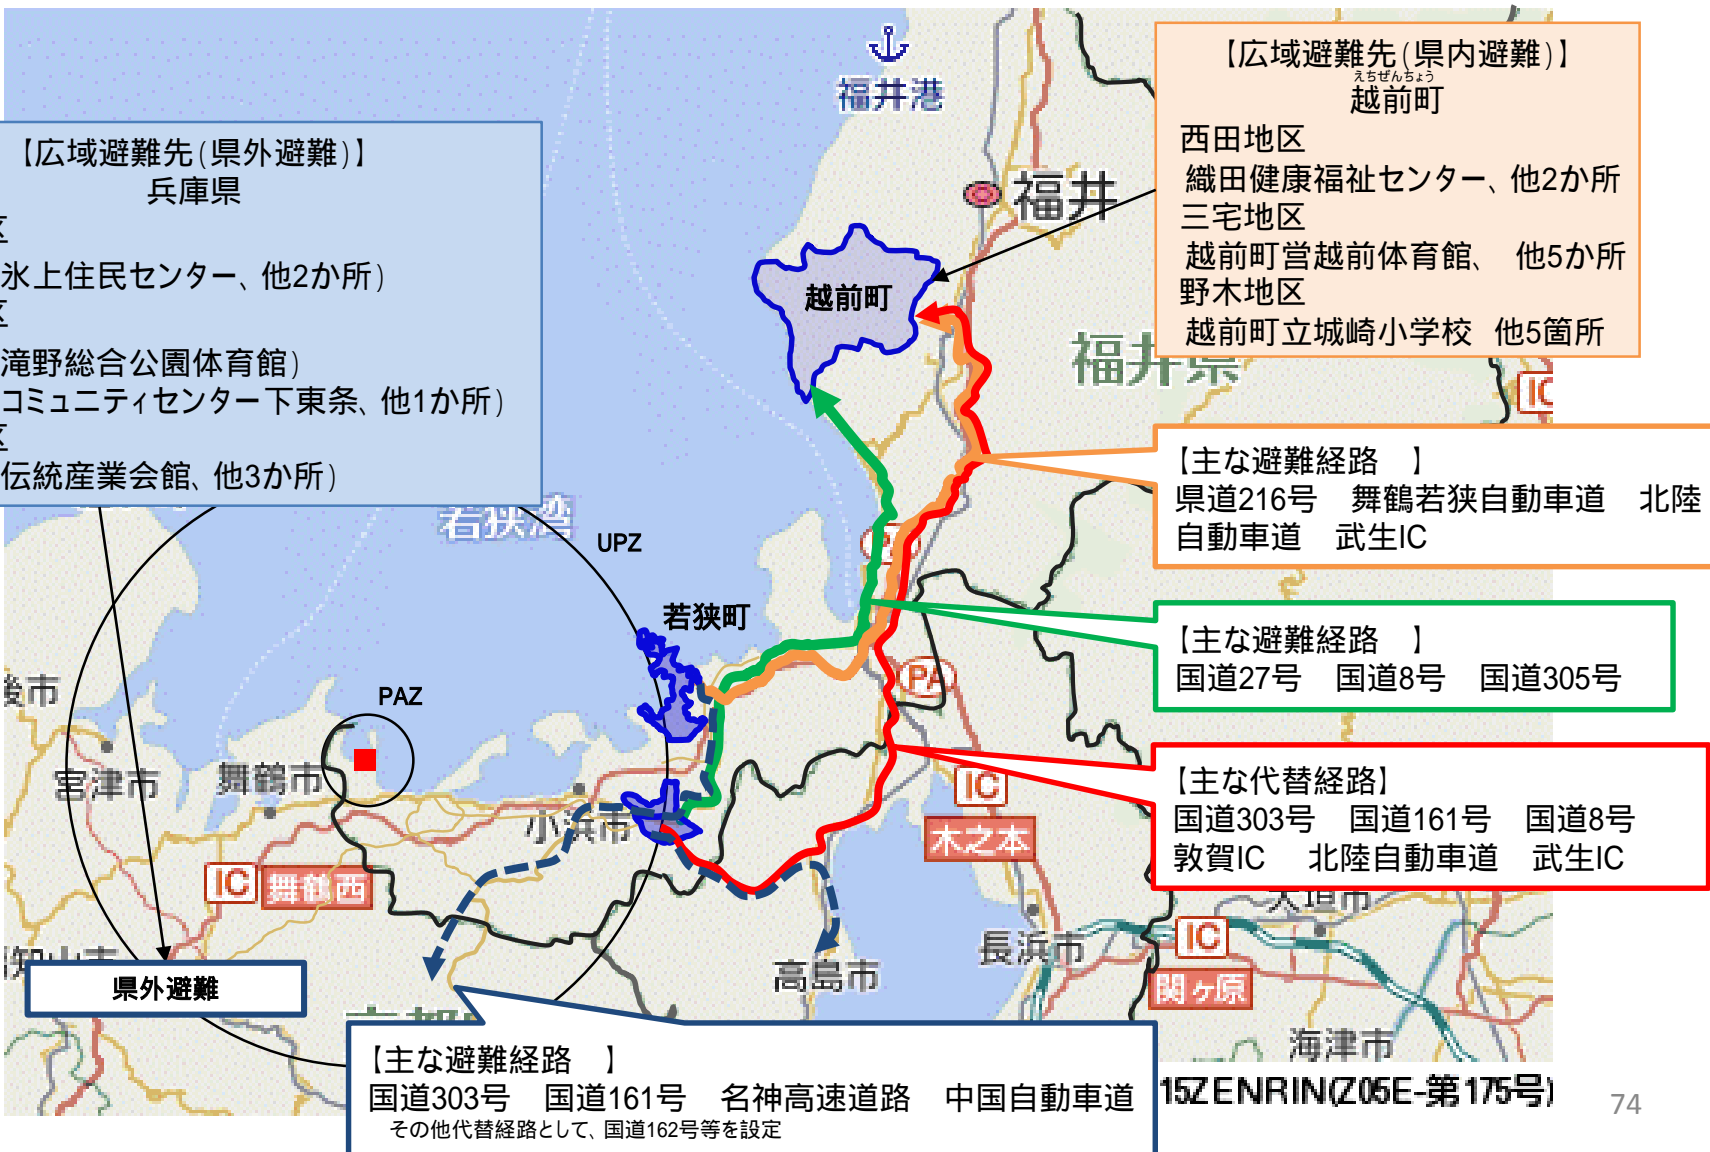 【広域避難先(県外避難)】
兵庫県
区
氷上住民センター、他2か所)
区
滝野総合公園体育館)
コミュニティセンター下東条、他1か所)
区
伝統産業会館、他3か所)
福井港
【広域避難先(県内避難)】
えちぜんちょう
越前町
西田地区
織田健康福祉センター、他2か所
三宅地区
越前町営越前体育館、 他5か所
野木地区
越前町立城崎小学校 他5箇所
福井
越前町
福井県
IC
【主な避難経路 】
県道216号 舞鶴若狭自動車道 北陸
自動車道 武生IC
若狭湾
UPZ
PA
若狭町
【主な避難経路 】
国道27号 国道8号 国道305号
PAZ
PA
宮津市
舞鶴市
小浜市
IC
木之本
【主な代替経路】
国道303号 国道161号 国道8号
敦賀IC 北陸自動車道 武生IC
IC
舞鶴西
大垣市
長浜市
IC
関ヶ原
高島市
県外避難
海津市
【主な避難経路 】
国道303号 国道161号 名神高速道路 中国自動車道
その他代替経路として、国道162号等を設定
15ZENRIN(Z05E-第175号)
74